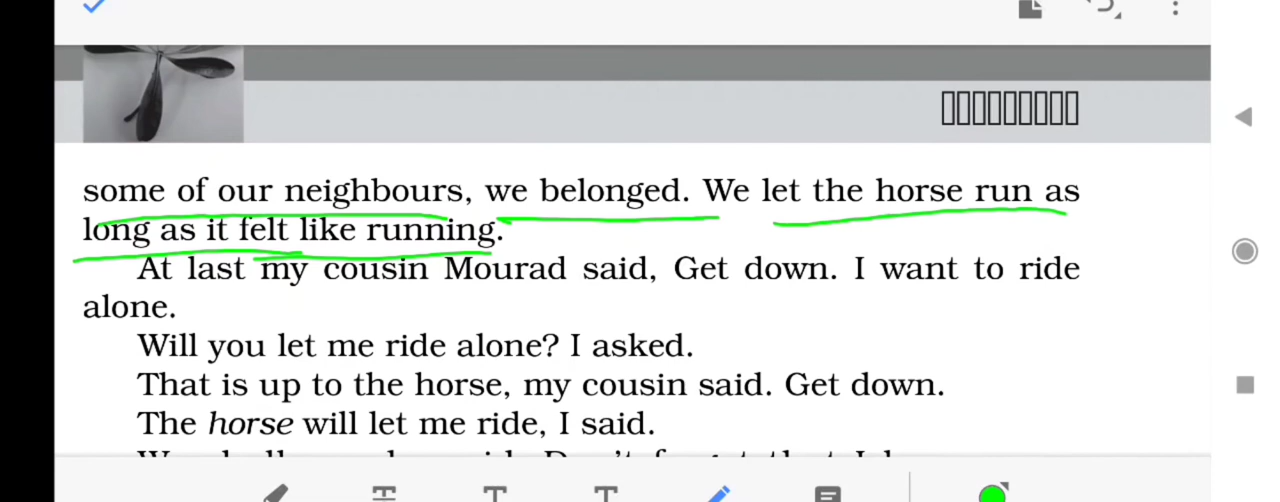 some of our neighbours, we belonged. We let the horse run as
long as it felt like running.
At last my cousin Mourad said, Get down. I want to ride
alone.
Will you let me ride alone? I asked.
That is up to the horse, my cousin said. Get down.
The horse will let me ride, I said.